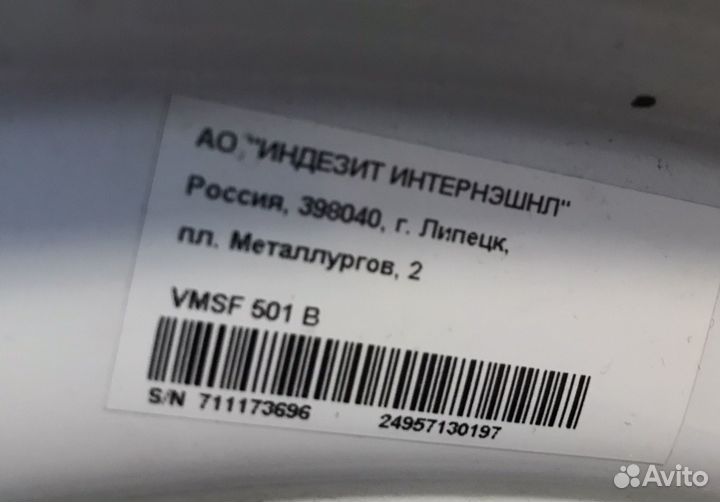 АО "ИНДЕЗИТ ИНТЕРНЭШНЛ"
Россия, 398040, г. Липецк,
пл. Металлургов, 2
VMSF 501 B
S/N 711173696 24957130197
Avito